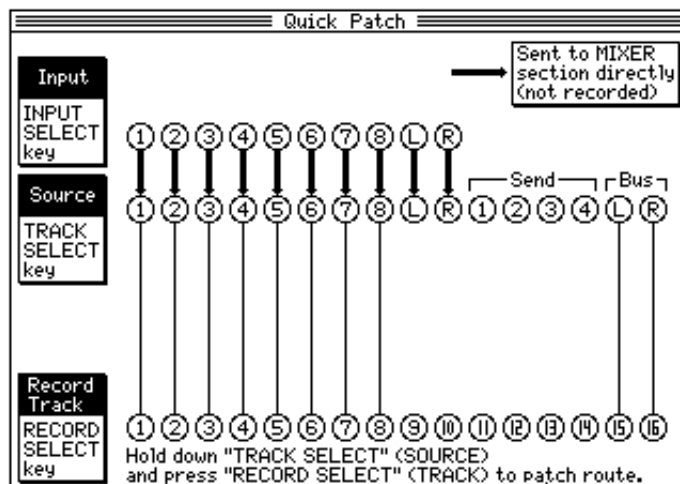 Quick Patch
Sent to MIXER
section directly
(not recorded)
Input
INPUT
SELECT
key
1 2 3 4 5 6 7 8 L R
Source
TRACK
SELECT
key
Send
Bus
1 2 3 4 5 6 7 8 L R 1 2 3 4 L R
Record
Track
RECORD
SELECT
key
1 2 3 4 5 6 7 8 9 10 11 12 13 14 15 16
Hold down "TRACK SELECT" (SOURCE)
and press "RECORD SELECT" (TRACK) to patch route.